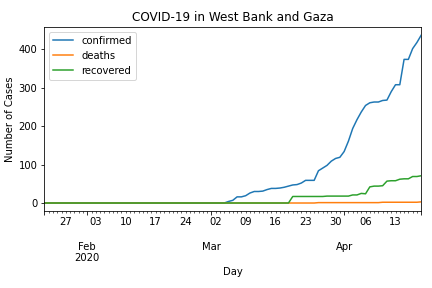 COVID-19 in West Bank and Gaza
confirmed
deaths
recovered
Number of Cases
400
300
200
100
0
27 03 10 17 24 02 09 16 23 30 06 13
Feb Mar Apr
2020
Day